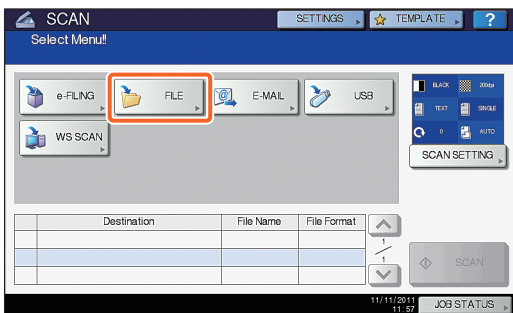 SCAN
SETTINGS
TEMPLATE
?
Select Menu!!
e-FILING
FILE
E-MAIL
USB
WS SCAN
BLACK
200dpi
TEXT
SINGLE
0
AUTO
SCAN SETTING
Destination
File Name
File Format
1
1
SCAN
11/11/2011
11:57
JOB STATUS